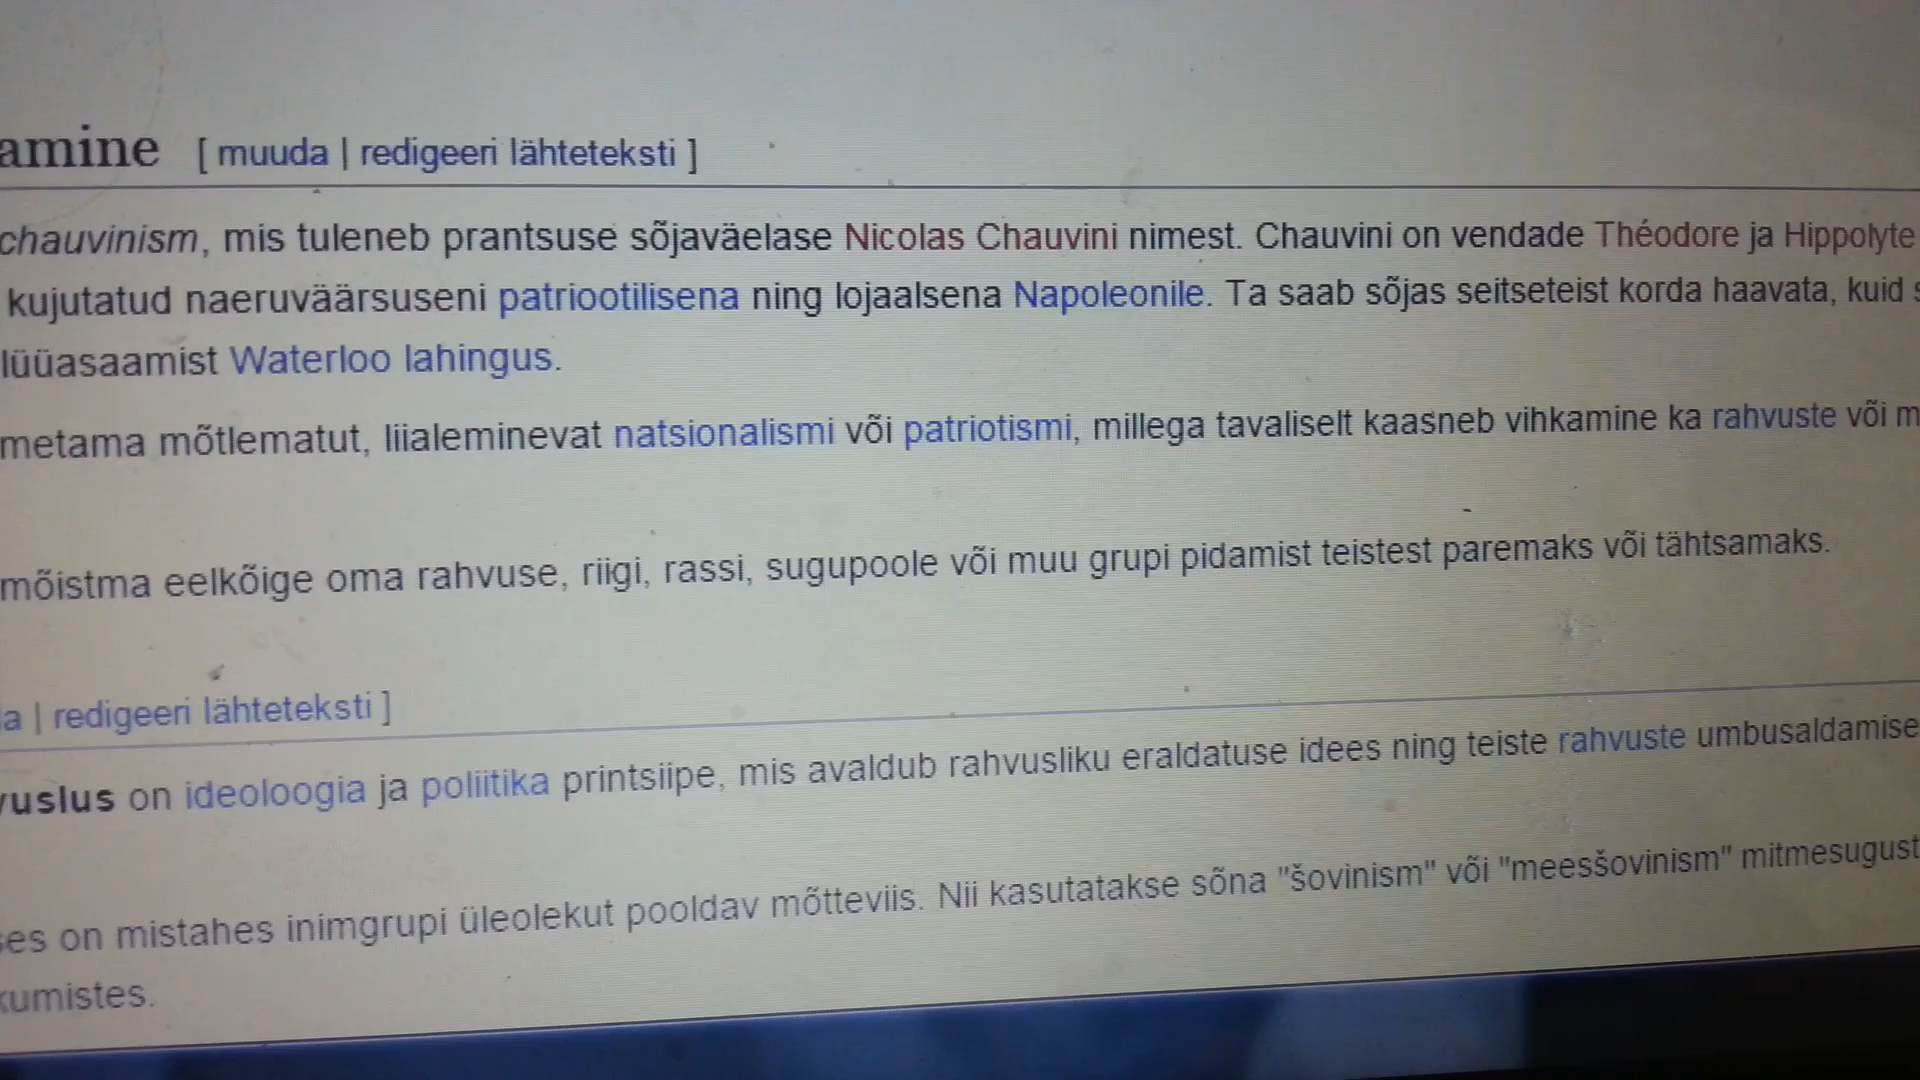 amine [ muuda | redigeeri lähteteksti ]
chauvinism, mis tuleneb prantsuse sõjaväelase Nicolas Chauvini nimest. Chauvini on vendade Théodore ja Hippolyte
kujutatud naeruväärsuseni patriootilisena ning lojaalsena Napoleonile. Ta saab sõjas seitseteist korda haavata, kuid s
lüüasaamist Waterloo lahingus.
metama mõtlematut, liialeminevat natsionalismi või patriotismi, millega tavaliselt kaasneb vihkamine ka rahvuste või m
mõistma eelkõige oma rahvuse, riigi, rassi, sugupoole või muu grupi pidamist teistest paremaks või tähtsamaks.
la | redigeeri lähteteksti ]
vuslus on ideoloogia ja poliitika printsiipe, mis avaldub rahvusliku eraldatuse idees ning teiste rahvuste umbusaldamise
ses on mistahes inimgrupi üleolekut pooldav mõtteviis. Nii kasutatakse sõna "šovinism" või "meesšovinism" mitmesugust
kumistes.